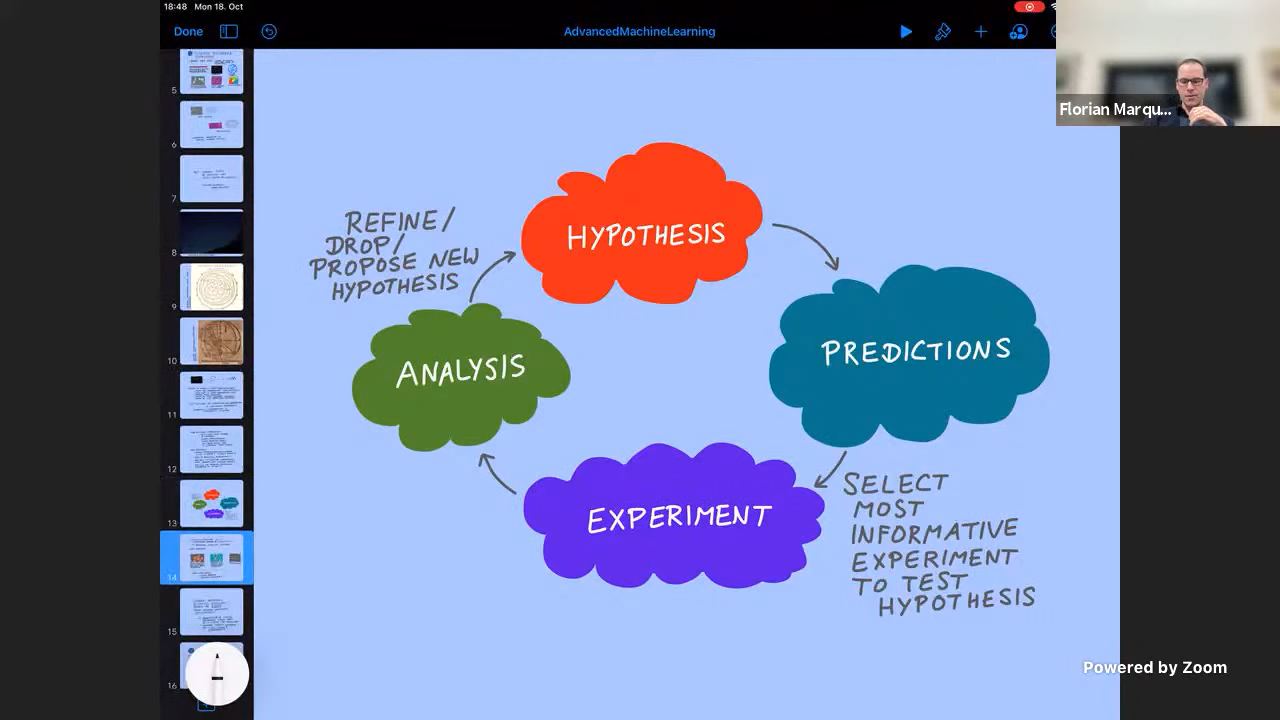 18:48 Mon 18. Oct
Done
AdvancedMachineLearning
Florian Marqu...
5
6
7
8
9
10
11
12
13
14
15
16
HYPOTHESIS
REFINE/
DROP/
PROPOSE NEW
HYPOTHESIS
PREDICTIONS
ANALYSIS
EXPERIMENT
SELECT
MOST
INFORMATIVE
EXPERIMENT
TO TEST
HYPOTHESIS
Powered by Zoom